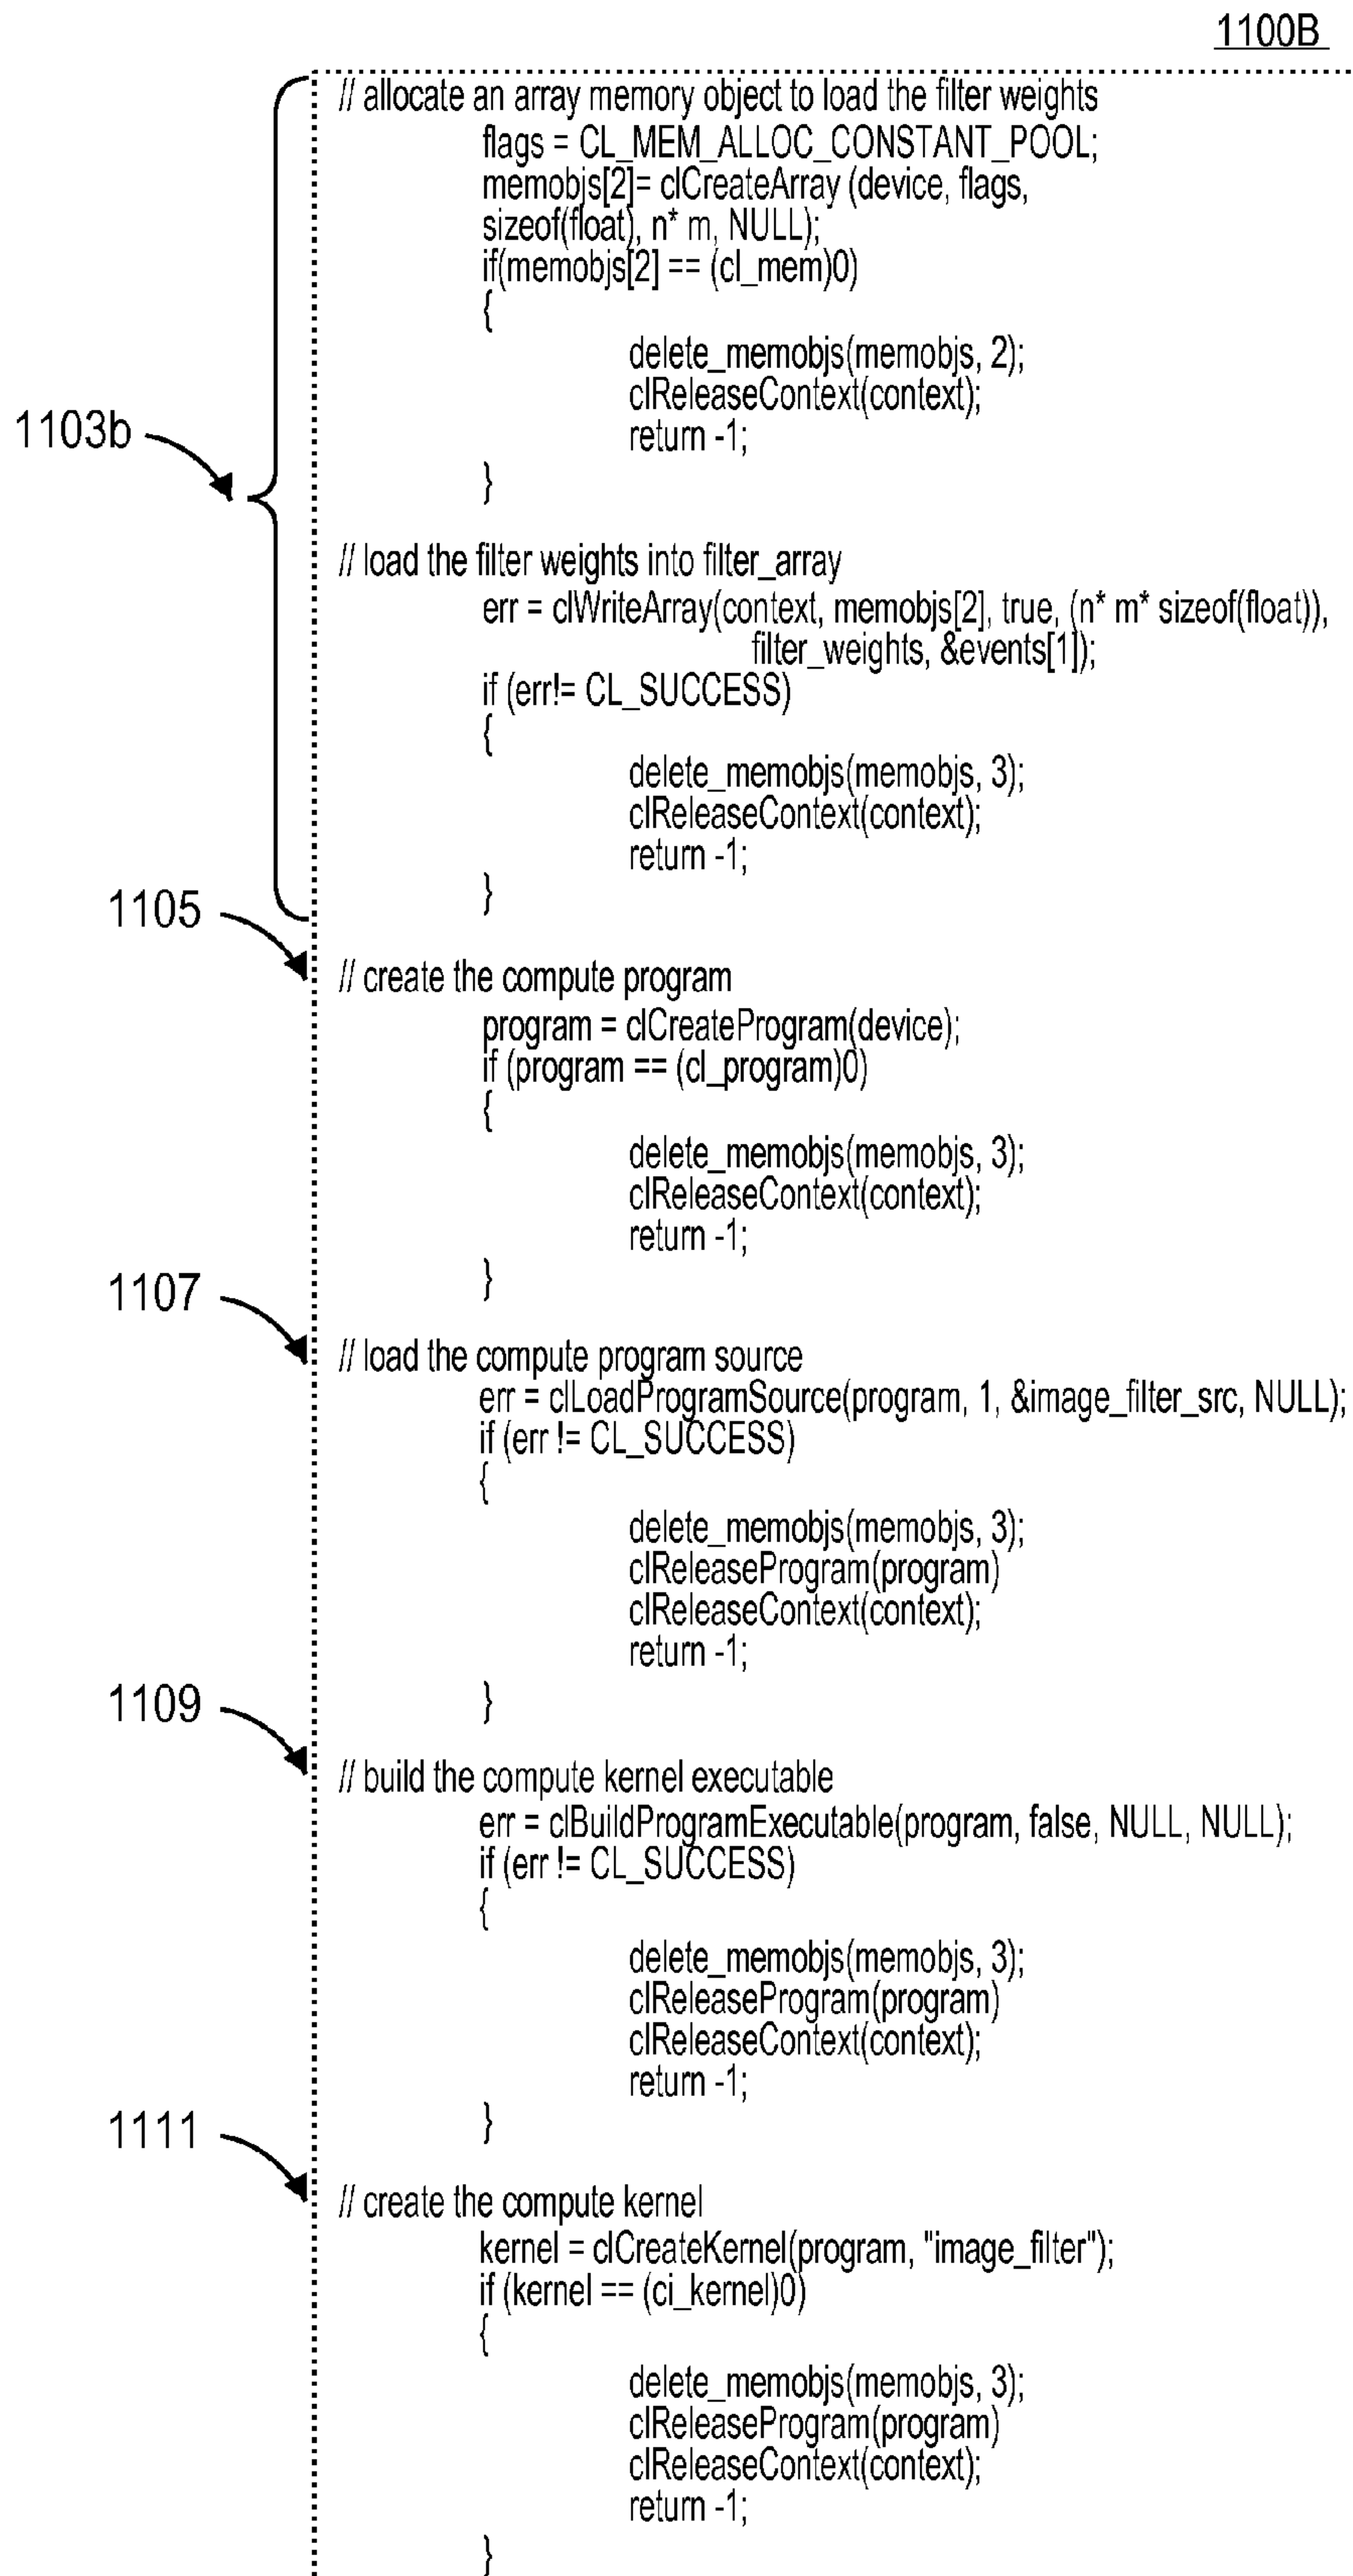 1100B
// allocate an array memory object to load the filter weights
flags = CL_MEM_ALLOC_CONSTANT_POOL;
memobjs[2]= clCreateArray (device, flags,
sizeof(float), n* m, NULL);
if(memobjs[2] == (cl_mem)0)
{
delete_memobjs(memobjs, 2);
clReleaseContext(context);
return -1;
1103b
}
// load the filter weights into filter_array
err = clWriteArray(context, memobjs[2], true, (n* m* sizeof(float)),
filter_weights, &events[1]);
if (err!= CL_SUCCESS)
{
delete_memobjs(memobjs, 3);
clReleaseContext(context);
return -1;
}
1105
// create the compute program
program = clCreateProgram(device);
if (program == (cl_program)0)
{
delete_memobjs(memobjs, 3);
clReleaseContext(context);
return -1;
}
1107
// load the compute program source
err = clLoadProgramSource(program, 1, &image_filter_src, NULL);
if (err != CL_SUCCESS)
{
delete_memobjs(memobjs, 3);
clReleaseProgram(program)
clReleaseContext(context);
return -1;
}
1109
// build the compute kernel executable
err = clBuildProgramExecutable(program, false, NULL, NULL);
if (err != CL_SUCCESS)
{
delete_memobjs(memobjs, 3);
clReleaseProgram(program)
clReleaseContext(context);
return -1;
}
1111
// create the compute kernel
kernel = clCreateKernel(program, "image_filter");
if (kernel == (ci_kernel)0)
{
delete_memobjs(memobjs, 3);
clReleaseProgram(program)
clReleaseContext(context);
return -1;
}